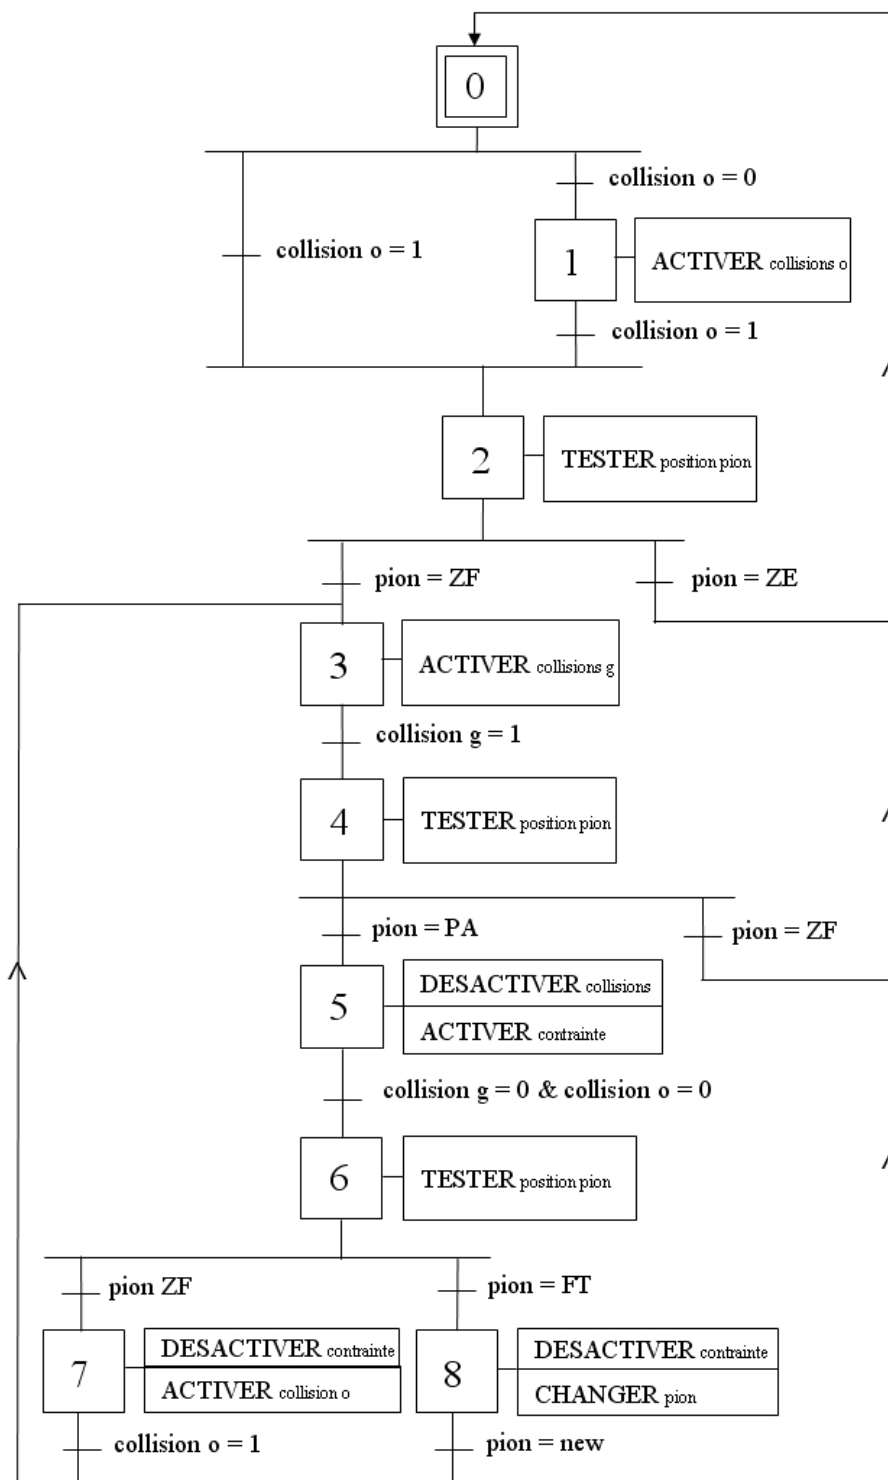 0
collision o = 0
collision o = 1
1
ACTIVER collisions o
collision o = 1
2
TESTER position pion
pion = ZF
pion = ZE
3
ACTIVER collisions g
collision g = 1
4
TESTER position pion
pion = PA
pion = ZF
5
DESACTIVER collisions
ACTIVER contrainte
collision g = 0 & collision o = 0
6
TESTER position pion
pion ZF
pion = FT
7
DESACTIVER contrainte
ACTIVER collision o
8
DESACTIVER contrainte
CHANGER pion
collision o = 1
pion = new